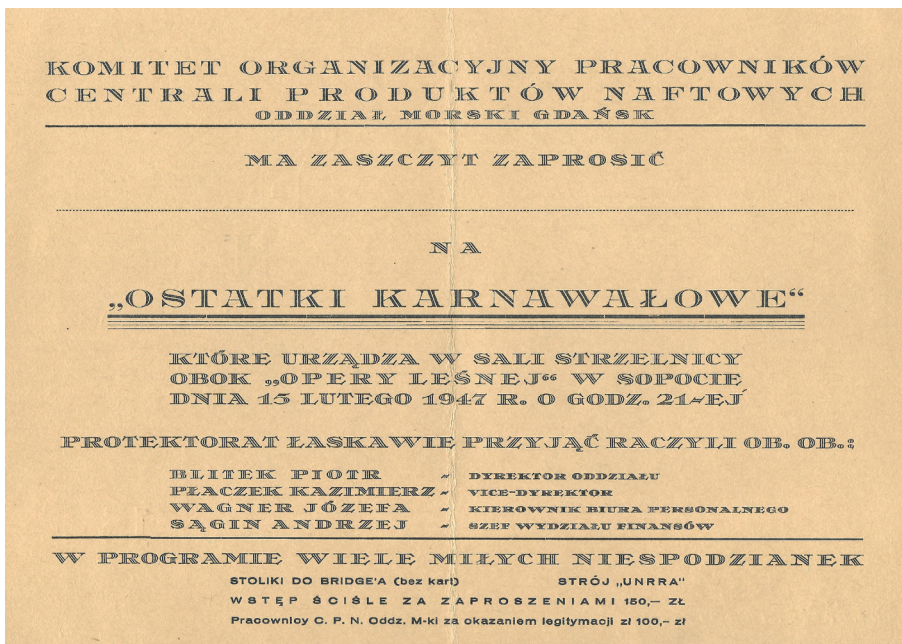 KOMITET ORGANIZACYJNY PRACOWNIKÓW
CENTRALI PRODUKTÓW NAFTOWYCH
ODDZIAŁ MORSKI GDAŃSK
MA ZASZCZYT ZAPROSIĆ
NA
„OSTATKI KARNAWAŁOWE“
KTÓRE URZĄDZA W SALI STRZELNICY
OBOK „OPERY LEŚNEJ“ W SOPOCIE
DNIA 15 LUTEGO 1947 R. O GODZ. 21-EJ
PROTEKTORAT ŁASKAWIE PRZYJĄĆ RACZYLI OB. OB.:
BLITEK PIOTR - DYREKTOR ODDZIAŁU
PŁACZEK KAZIMIERZ - VICE-DYREKTOR
WAGNER JÓZEFA - KIEROWNIK BIURA PERSONALNEGO
SĄGIN ANDRZEJ - SZEF WYDZIAŁU FINANSÓW
W PROGRAMIE WIELE MIŁYCH NIESPODZIANEK
STOLIKI DO BRIDGE'A (bez kart) STRÓJ „UNRRA"
WSTĘP ŚCIŚLE ZA ZAPROSZENIAMI 150,— ZŁ
Pracownicy C. P. N. Oddz. M-ki za okazaniem legitymacji zł 100,— zł